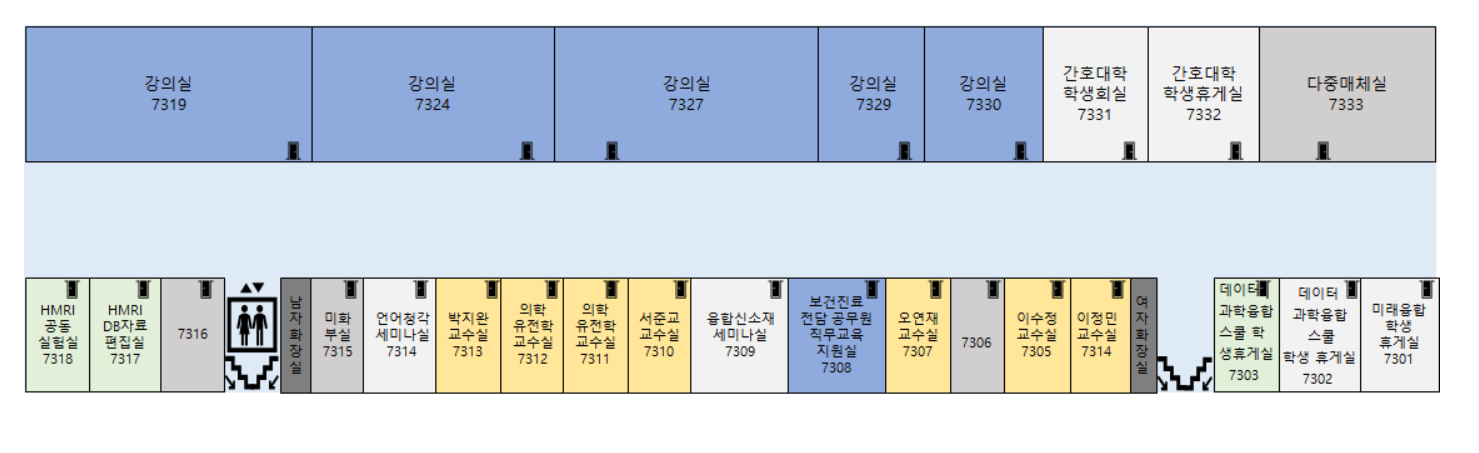 강의실
7319
강의실
7324
강의실
7327
강의실
7329
강의실
7330
간호대학
학생회실
7331
간호대학
학생휴게실
7332
다중매체실
7333
HMRI
공동
실험실
7318
HMRI
DB자료
편집실
7317
7316
남
자
화
장
실
미화
부실
7315
언어청각
세미나실
7314
박지완
교수실
7313
의학
유전학
교수실
7312
의학
유전학
교수실
7311
서준교
교수실
7310
융합신소재
세미나실
7309
보건진료
전담 공무원
직무교육
지원실
7308
오연재
교수실
7307
7306
이수정
교수실
7305
이정민
교수실
7314
여
자
화
장
실
데이터
과학융합
스쿨 학
생휴게실
7303
데이터
과학융합
스쿨
학생 휴게실
7302
미래융합
학생
휴게실
7301